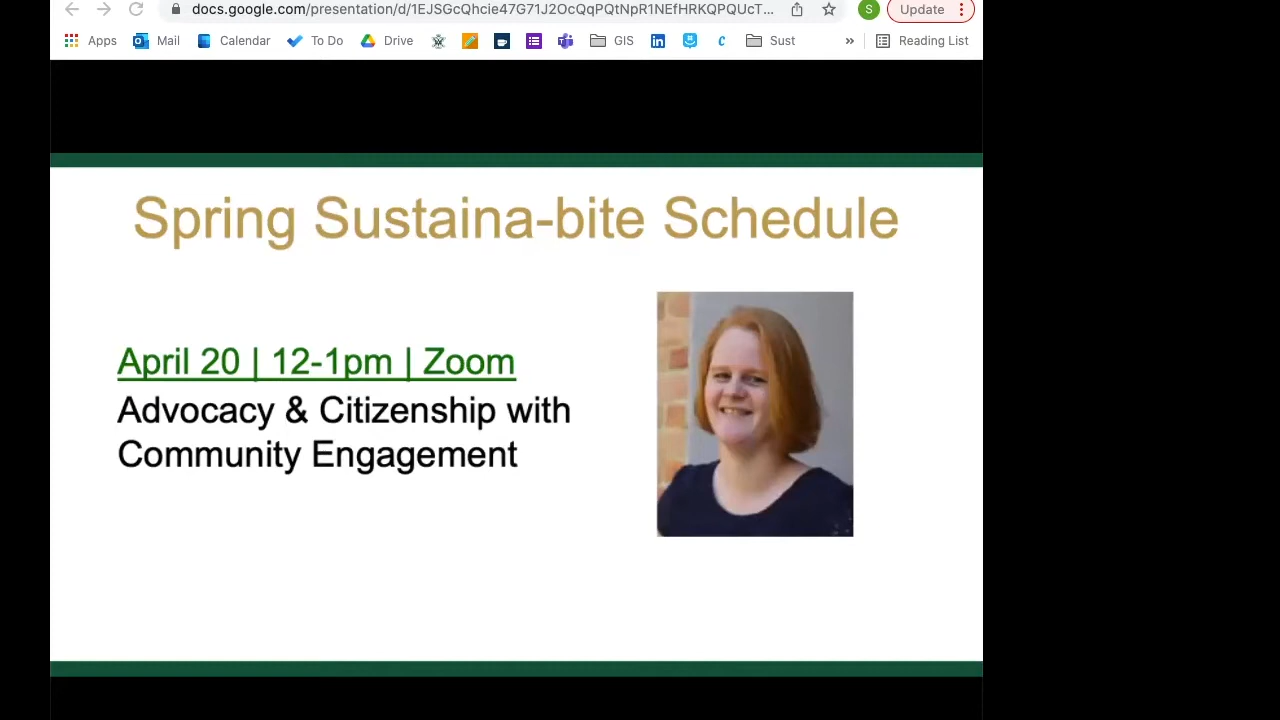 docs.google.com/presentation/d/1EJSGcQhcie47G71J2OcQqPQtNpR1NEfHRKQPQUcT...
S
Update
Apps Mail Calendar To Do Drive GIS Sust » Reading List
Spring Sustaina-bite Schedule
April 20 | 12-1pm | Zoom
Advocacy & Citizenship with
Community Engagement